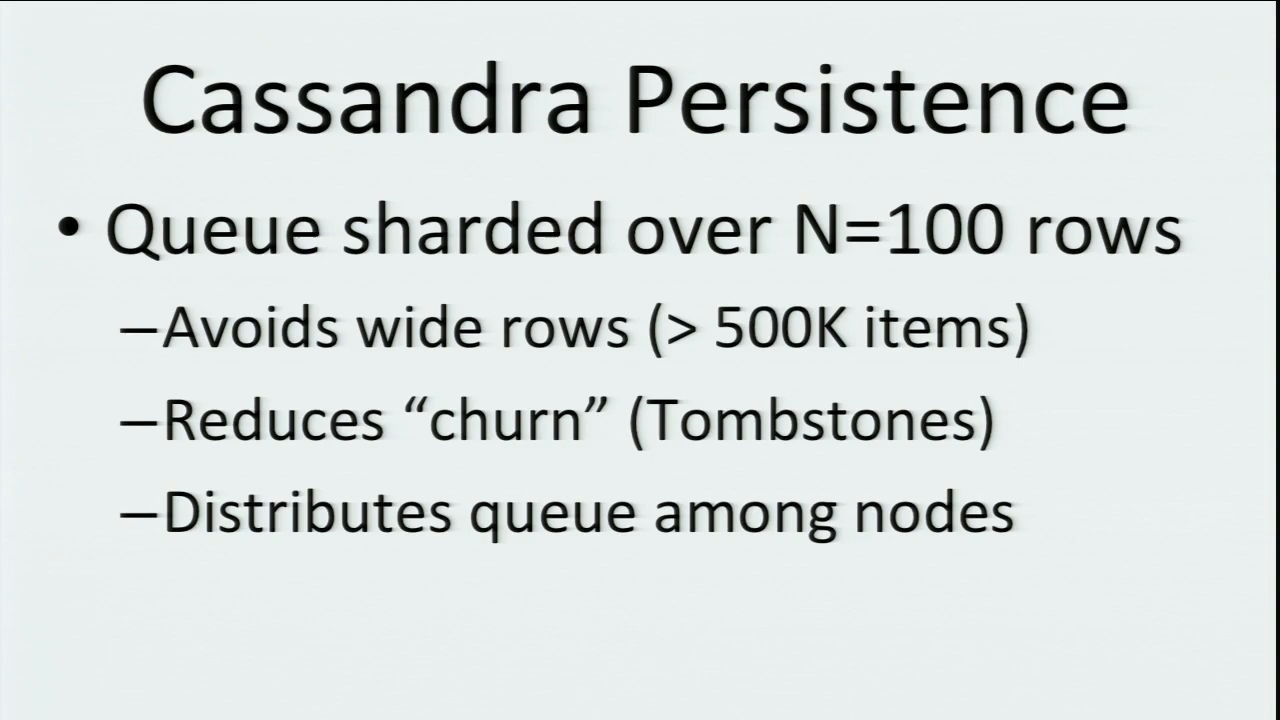 Cassandra Persistence
• Queue sharded over N=100 rows
–Avoids wide rows (> 500K items)
–Reduces “churn” (Tombstones)
–Distributes queue among nodes